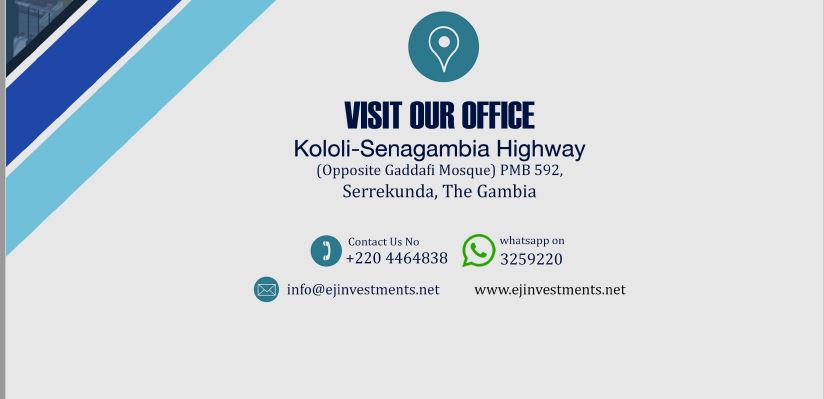 VISIT OUR OFFICE
Kololi-Senagambia Highway
(Opposite Gaddafi Mosque) PMB 592,
Serrekunda, The Gambia
Contact Us No
+220 4464838
whatsapp on
3259220
info@ejinvestments.net
www.ejinvestments.net